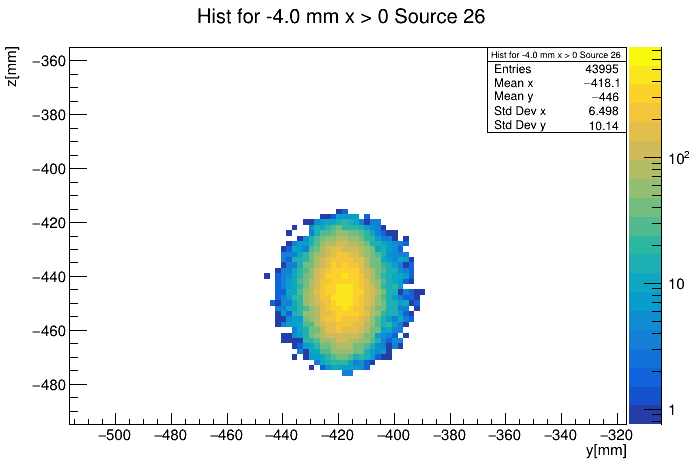 Hist for -4.0 mm x > 0 Source 26
z[mm]
Hist for -4.0 mm x > 0 Source 26
Entries 43995
Mean x −418.1
Mean y −446
Std Dev x 6.498
Std Dev y 10.14
−360
−380
−400
−420
−440
−460
−480
10²
10
1
−500 −480 −460 −440 −420 −400 −380 −360 −340 −320
y[mm]